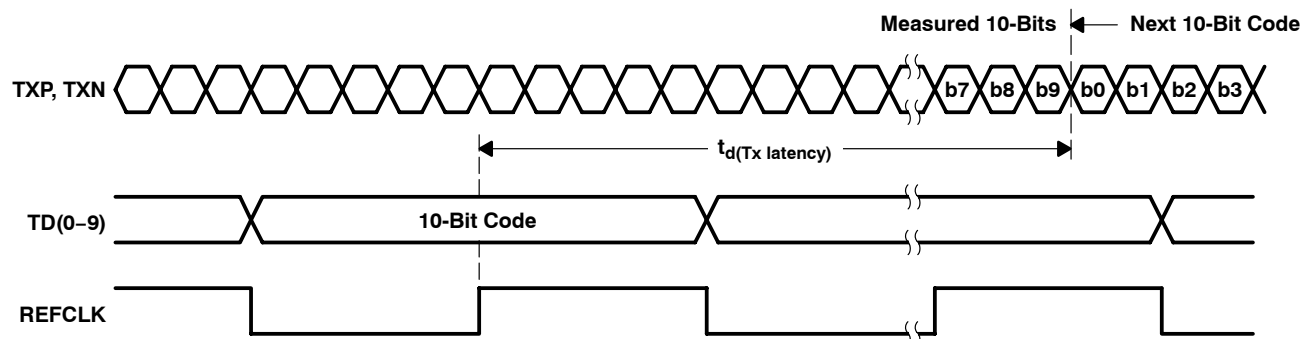 Measured 10-Bits
Next 10-Bit Code
TXP, TXN
b7 b8 b9 b0 b1 b2 b3
td(Tx latency)
TD(0−9)
10-Bit Code
REFCLK